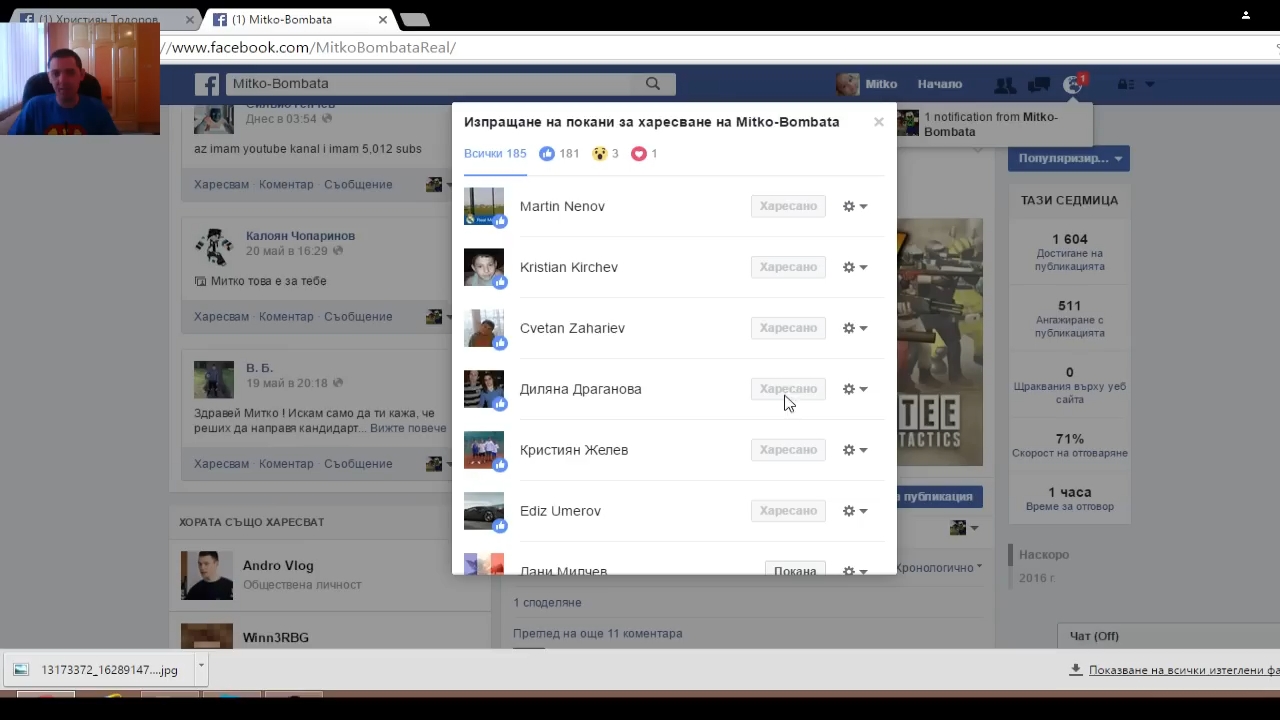 (1) Християн Тодоров
(1) Mitko-Bombata
//www.facebook.com/MitkoBombataReal/
Mitko-Bombata
Mitko
Начало
1
1 notification from Mitko-
Bombata
Днес в 03:54
az imam youtube kanal i imam 5,012 subs
Харесвам · Коментар · Съобщение
Калоян Чопаринов
20 май в 16:29
Митко това е за тебе
Харесвам · Коментар · Съобщение
В. Б.
19 май в 20:18
Здравей Митко ! Искам само да ти кажа, че
реших да направя кандидарт... Вижте повече
Харесвам · Коментар · Съобщение
ХОРАТА СЪЩО ХАРЕСВАТ
Andro Vlog
Обществена личност
Winn3RBG
Изпращане на покани за харесване на Mitko-Bombata
Всички 185 181 3 1
Martin Nenov Харесано
Kristian Kirchev Харесано
Cvetan Zahariev Харесано
Диляна Драганова Харесано
Кристиян Желев Харесано
Ediz Umerov Харесано
Дани Милчев Покана
Популяризир...
ТАЗИ СЕДМИЦА
1 604
Достигане на
публикацията
511
Ангажиране с
публикацията
0
Щраквания върху уеб
сайта
71%
Скорост на отговаряне
1 часа
Време за отговор
TEE
TACTICS
а публикация
Хронологично
Наскоро
2016 г.
1 споделяне
Преглед на още 11 коментара
Чат (Off)
13173372_16289147....jpg
Показване на всички изтеглени фа